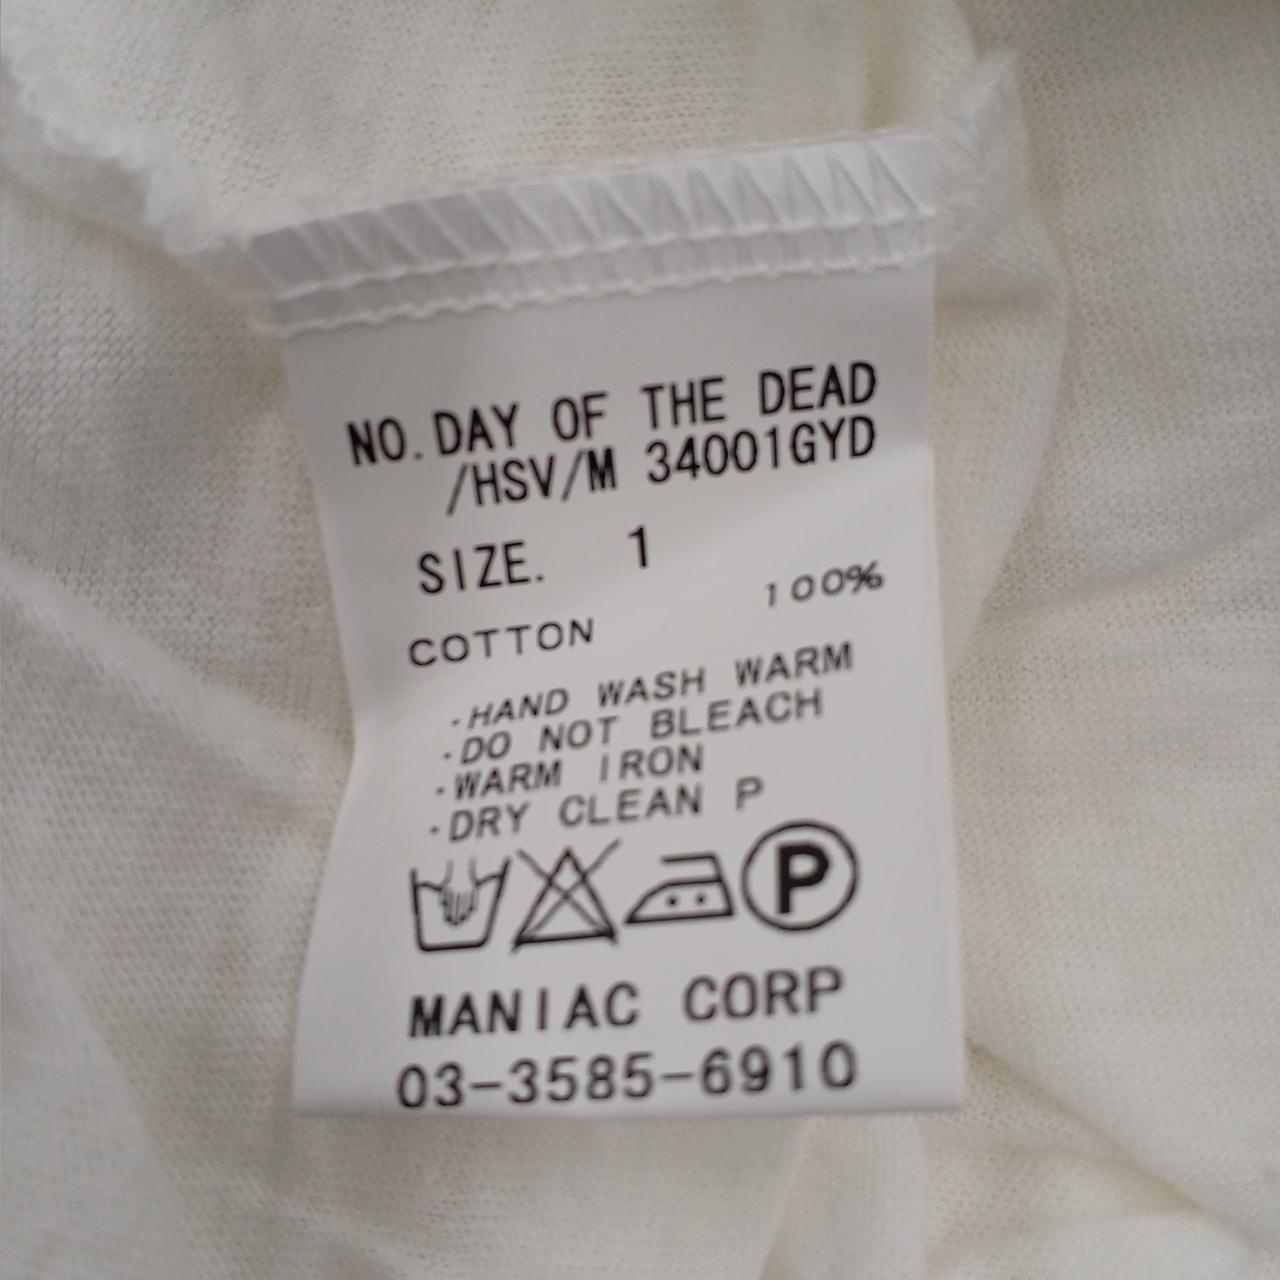 NO.DAY OF THE DEAD
/HSV/M 34001GYD
SIZE. 1
COTTON 100%
・HAND WASH WARM
・DO NOT BLEACH
・WARM IRON
・DRY CLEAN P
P
MANIAC CORP
03-3585-6910